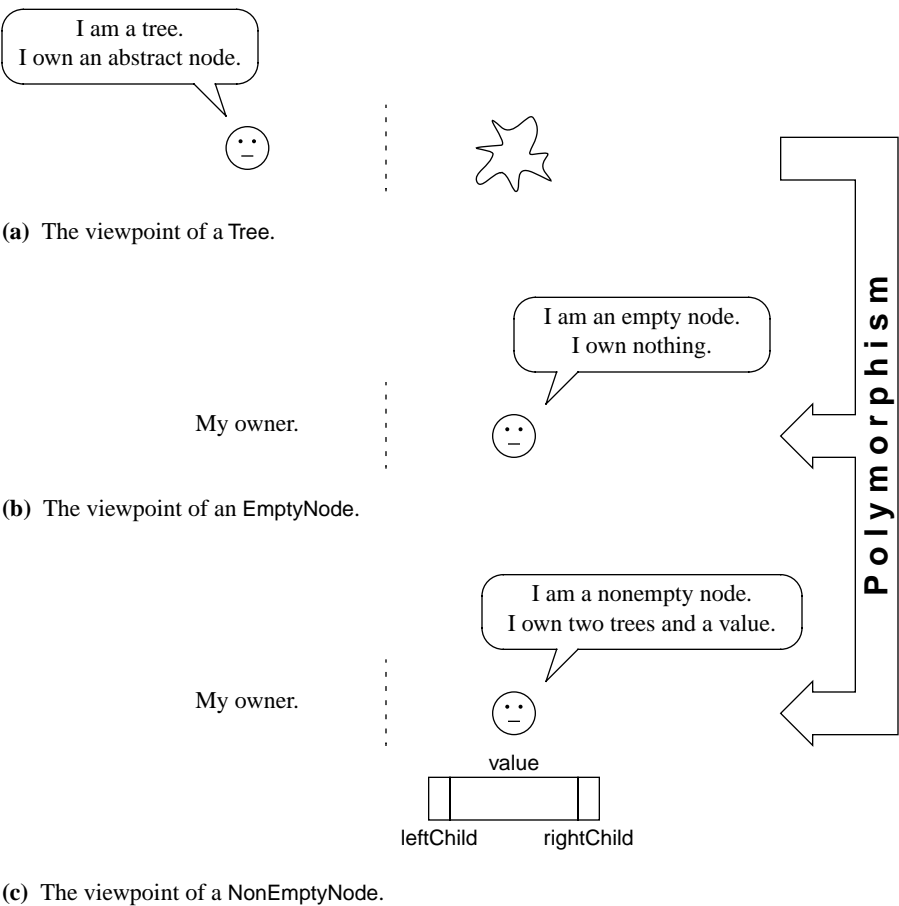 I am a tree.
I own an abstract node.
(a) The viewpoint of a Tree.
I am an empty node.
I own nothing.
My owner.
(b) The viewpoint of an EmptyNode.
I am a nonempty node.
I own two trees and a value.
My owner.
value
leftChild rightChild
(c) The viewpoint of a NonEmptyNode.
Polymorphism